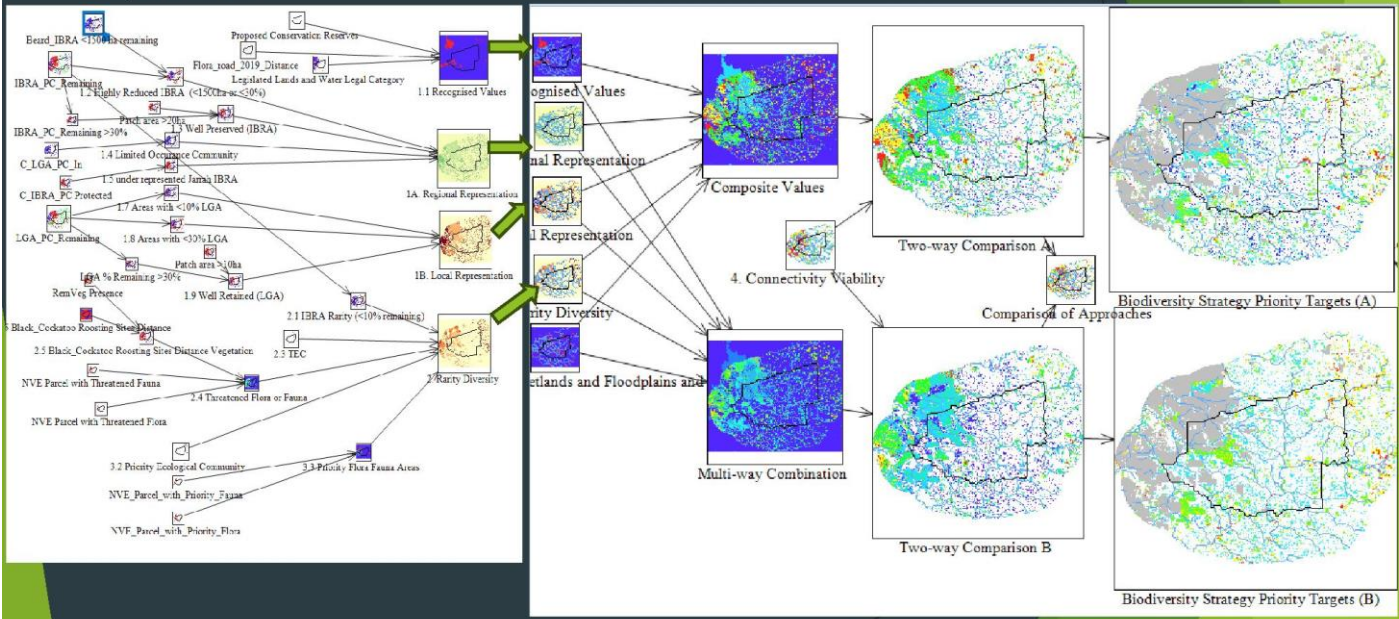 Beard_IBRA <1500 ha remaining
Proposed Conservation Reserves
Flora_road_2019_Distance
Legislated Lands and Water Legal Category
IBRA_PC_Remaining
1.2 Highly Reduced IBRA (<1500ha or <30%)
1.1 Recognised Values
Patch area >20ha
IBRA_PC_Remaining >30%
1.3 Well Preserved (IBRA)
1.4 Limited Occurance Community
C_LGA_PC_In
1.5 under represented Jarrah IBRA
C_IBRA_PC Protected
1.7 Areas with <10% LGA
1A. Regional Representation
LGA_PC_Remaining
1.8 Areas with <30% LGA
Patch area >10ha
LGA % Remaining >30%
1B. Local Representation
RemVeg Presence
1.9 Well Retained (LGA)
2.1 IBRA Rarity (<10% remaining)
Black_Cockatoo Roosting Sites Distance
2.5 Black_Cockatoo Roosting Sites Distance Vegetation
2.3 TEC
NVE Parcel with Threatened Fauna
2.4 Threatened Flora or Fauna
2. Rarity Diversity
NVE Parcel with Threatened Flora
3.2 Priority Ecological Community
3.3 Priority Flora Fauna Areas
NVE_Parcel_with_Priority_Fauna
NVE_Parcel_with_Priority_Flora
ognised Values
nal Representation
l Representation
rity Diversity
etlands and Floodplains and
Composite Values
4. Connectivity Viability
Multi-way Combination
Two-way Comparison A
Comparison of Approaches
Two-way Comparison B
Biodiversity Strategy Priority Targets (A)
Biodiversity Strategy Priority Targets (B)